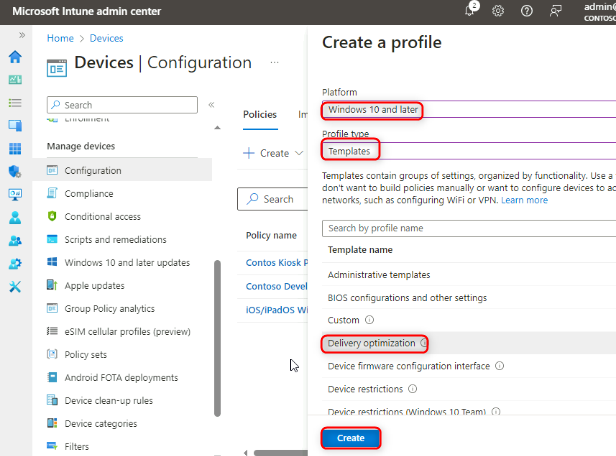 Microsoft Intune admin center
2
admin@
CONTOSO
Home > Devices
Devices | Configuration
...
Search
«
»
Enrollment
Manage devices
Configuration
Compliance
Conditional access
Scripts and remediations
Windows 10 and later updates
Apple updates
Group Policy analytics
eSIM cellular profiles (preview)
Policy sets
Android FOTA deployments
Device clean-up rules
Device categories
Filters
Policies
Im
+ Create
Search
Policy name
Contos Kiosk P
Contoso Devel
iOS/iPadOS Wi
Create a profile
Platform
Windows 10 and later
Profile type
Templates
Templates contain groups of settings, organized by functionality. Use a
don't want to build policies manually or want to configure devices to ac
networks, such as configuring WiFi or VPN. Learn more
Search by profile name
Template name
Administrative templates
BIOS configurations and other settings
Custom
Delivery optimization
Device firmware configuration interface
Device restrictions
Device restrictions (Windows 10 Team)
Create